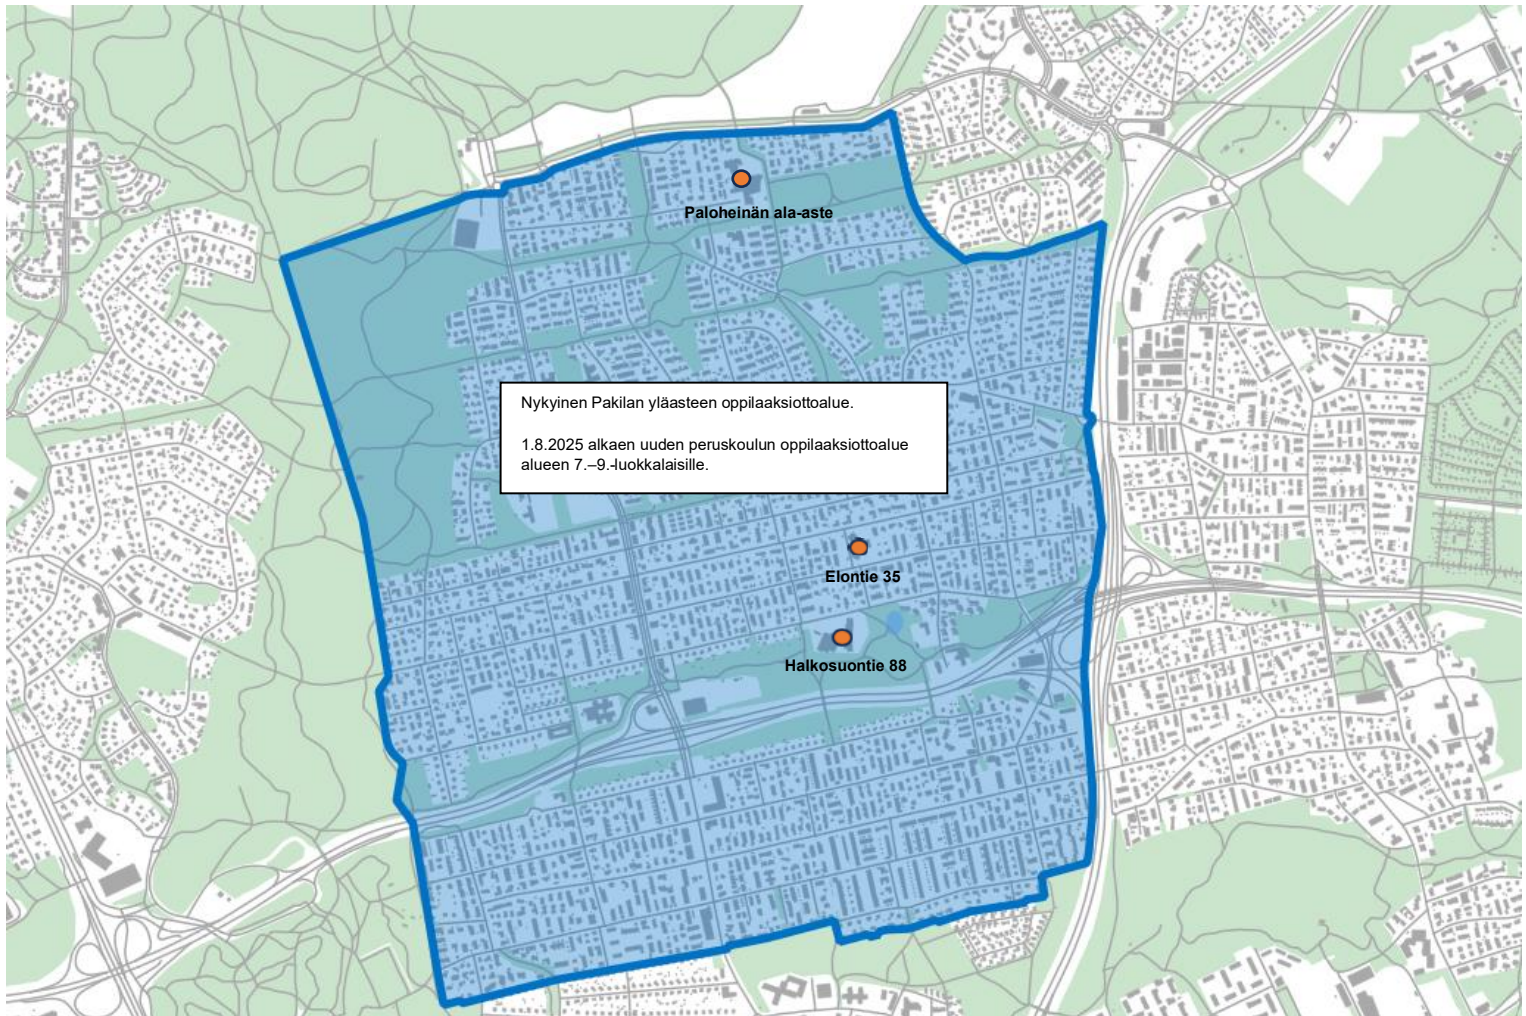 Paloheinän ala-aste
Nykyinen Pakilan yläasteen oppilaaksiottoalue.
1.8.2025 alkaen uuden peruskoulun oppilaaksiottoalue
alueen 7.–9.-luokkalaisille.
Elontie 35
Halkosuontie 88